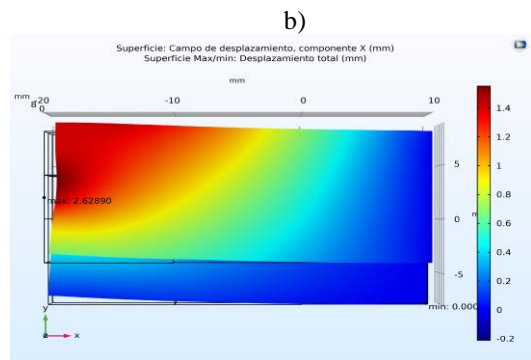 b)
Superficie: Campo de desplazamiento, componente X (mm)
Superficie Max/min: Desplazamiento total (mm)
mm
mm
-20
-10
0
10
0
5
0
-5
max: 2.62890
min: 0.000
y
z
x
1.4
1.2
1
0.8
0.6
0.4
0.2
0
-0.2